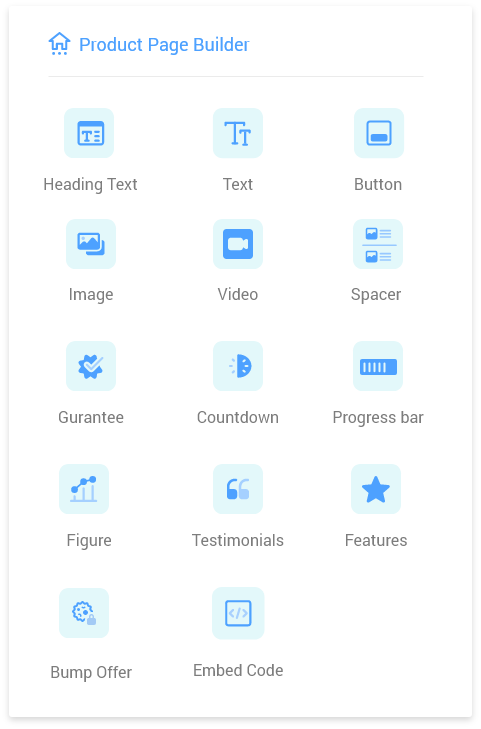 Product Page Builder
Heading Text
Text
Button
Image
Video
Spacer
Gurantee
Countdown
Progress bar
Figure
Testimonials
Features
Bump Offer
Embed Code